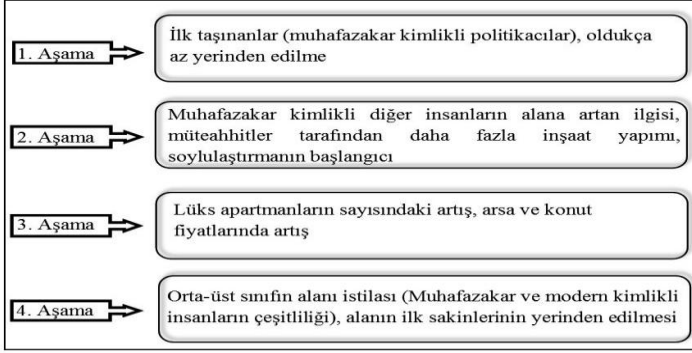 1. Aşama
İlk taşınanlar (muhafazakar kimlikli politikacılar), oldukça
az yerinden edilme
2. Aşama
Muhafazakar kimlikli diğer insanların alana artan ilgisi,
müteahhitler tarafından daha fazla inşaat yapımı,
soylulaştırmanın başlangıcı
3. Aşama
Lüks apartmanların sayısındaki artış, arsa ve konut
fiyatlarında artış
4. Aşama
Orta-üst sınıfın alanı istilası (Muhafazakar ve modern kimlikli
insanların çeşitliliği), alanın ilk sakinlerinin yerinden edilmesi